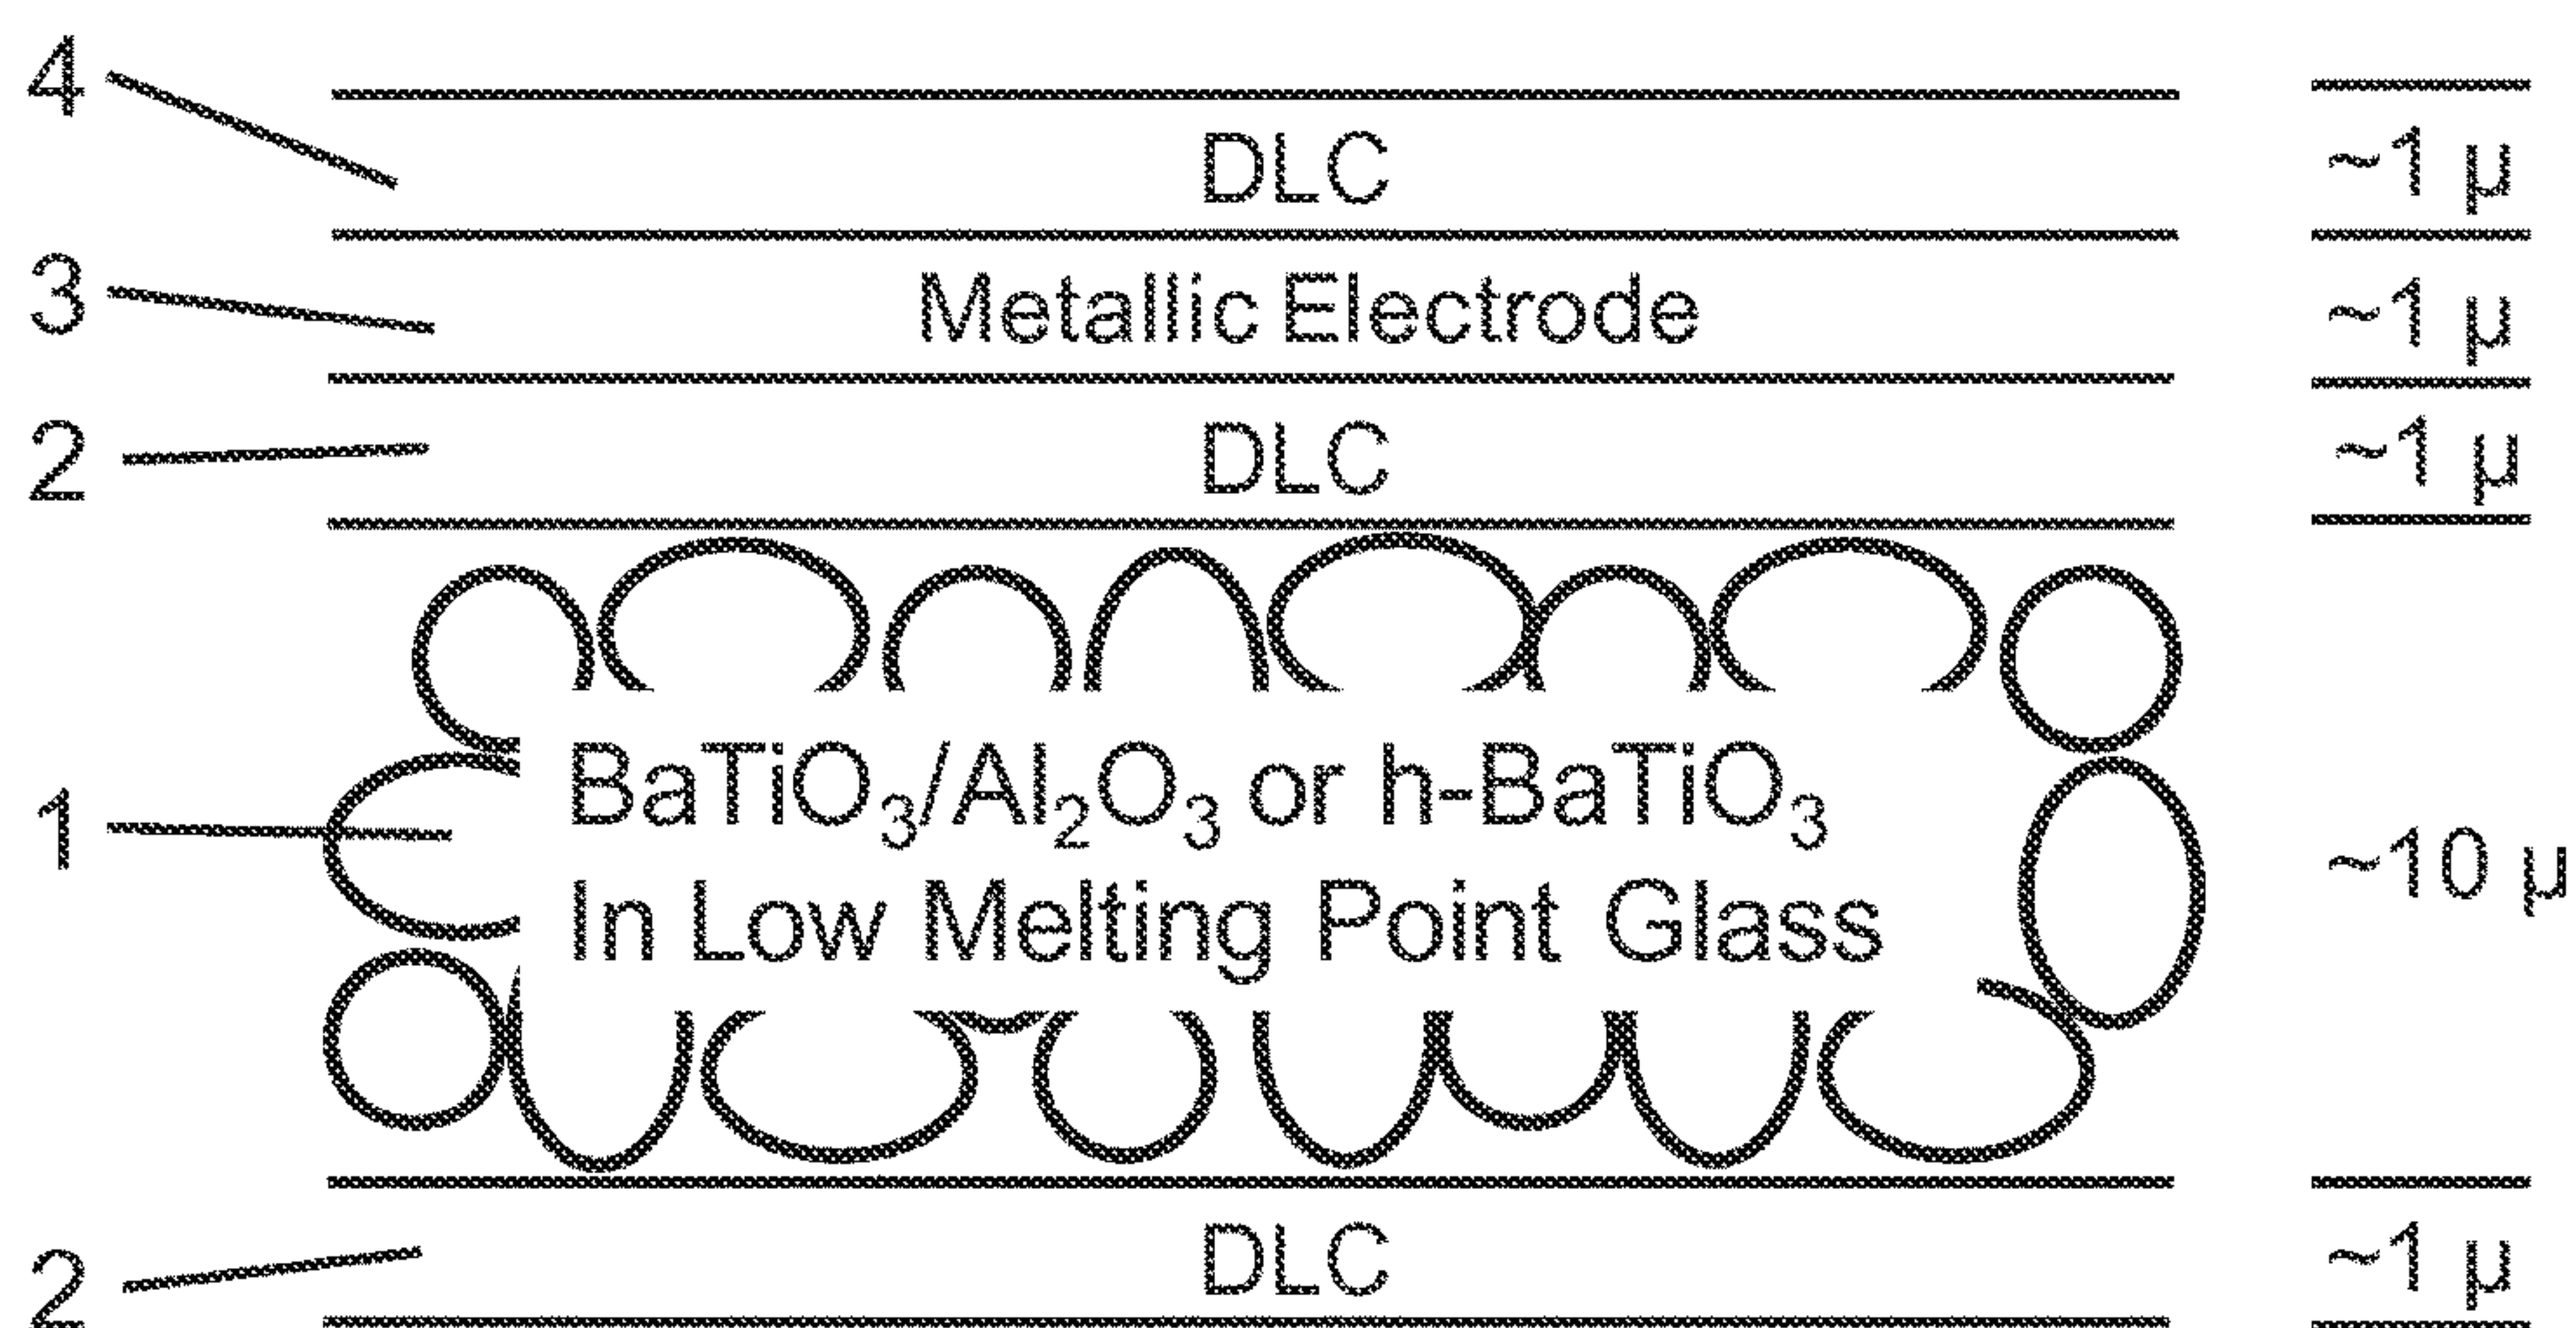 4
DLC
~1 µ
3
Metallic Electrode
~1 µ
2
DLC
~1 µ
1
BaTiO₃/Al₂O₃ or h-BaTiO₃
In Low Melting Point Glass
~10 µ
2
DLC
~1 µ